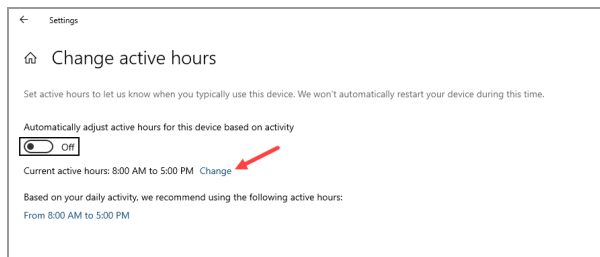 Settings
Change active hours
Set active hours to let us know when you typically use this device. We won't automatically restart your device during this time.
Automatically adjust active hours for this device based on activity
Off
Current active hours: 8:00 AM to 5:00 PM Change
Based on your daily activity, we recommend using the following active hours:
From 8:00 AM to 5:00 PM